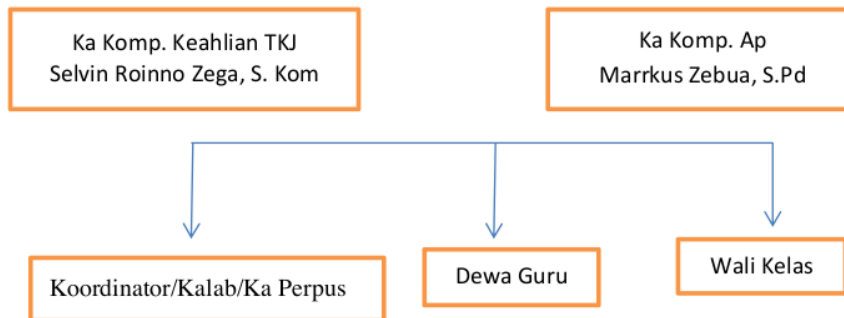 Ka Komp. Keahlian TKJ
Selvin Roinno Zega, S. Kom
Ka Komp. Ap
Marrkus Zebua, S.Pd
Koordinator/Kalab/Ka Perpus
Dewa Guru
Wali Kelas